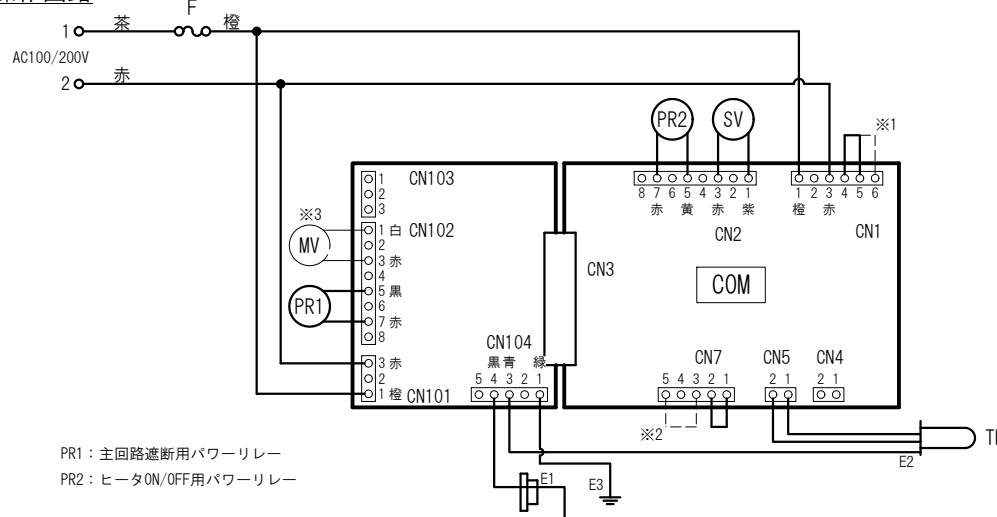 F
1 茶 橙
AC100/200V
2 赤
PR2 SV ※1
8 7 6 5 4 3 2 1
1 2 3 4 5 6
赤 黄 赤 紫
橙 赤
CN2 CN1
CN103
1
2
3
※3
MV
CN102
1 白
2
3 赤
4
5 黒
6
7 赤
8
PR1
CN3
COM
CN104
黒 青 緑
5 4 3 2 1
3 赤
2
1 橙
CN101
CN7 CN5 CN4
5 4 3 2 1
2 1
2 1
※2
E1 E3 E2
PR1：主回路遮断用パワーリレー
PR2：ヒータON/OFF用パワーリレー